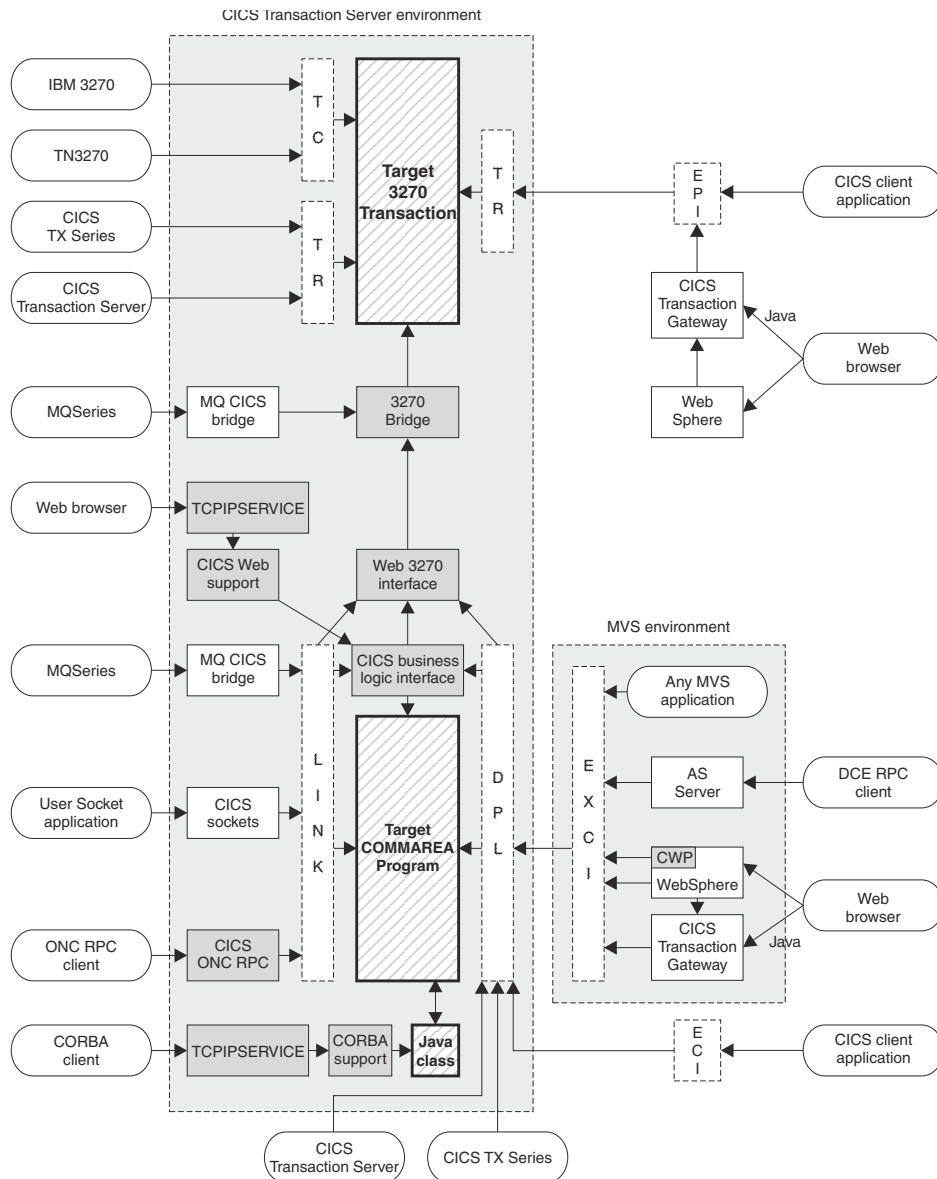 CICS Transaction Server environment
IBM 3270
T
C
TN3270
Target
3270
Transaction
T
R
E
P
I
CICS client
application
CICS
TX Series
T
R
CICS
Transaction Server
CICS
Transaction
Gateway
Java
Web
browser
Web
Sphere
MQSeries
MQ CICS
bridge
3270
Bridge
Web browser
TCPIPSERVICE
CICS Web
support
Web 3270
interface
MVS environment
MQSeries
MQ CICS
bridge
CICS business
logic interface
Any MVS
application
L
I
N
K
D
P
L
E
X
C
I
AS
Server
DCE RPC
client
User Socket
application
CICS
sockets
Target
COMMAREA
Program
CWP
WebSphere
Web
browser
Java
CICS
Transaction
Gateway
ONC RPC
client
CICS
ONC RPC
CORBA
client
TCPIPSERVICE
CORBA
support
Java
class
E
C
I
CICS client
application
CICS
Transaction Server
CICS TX Series